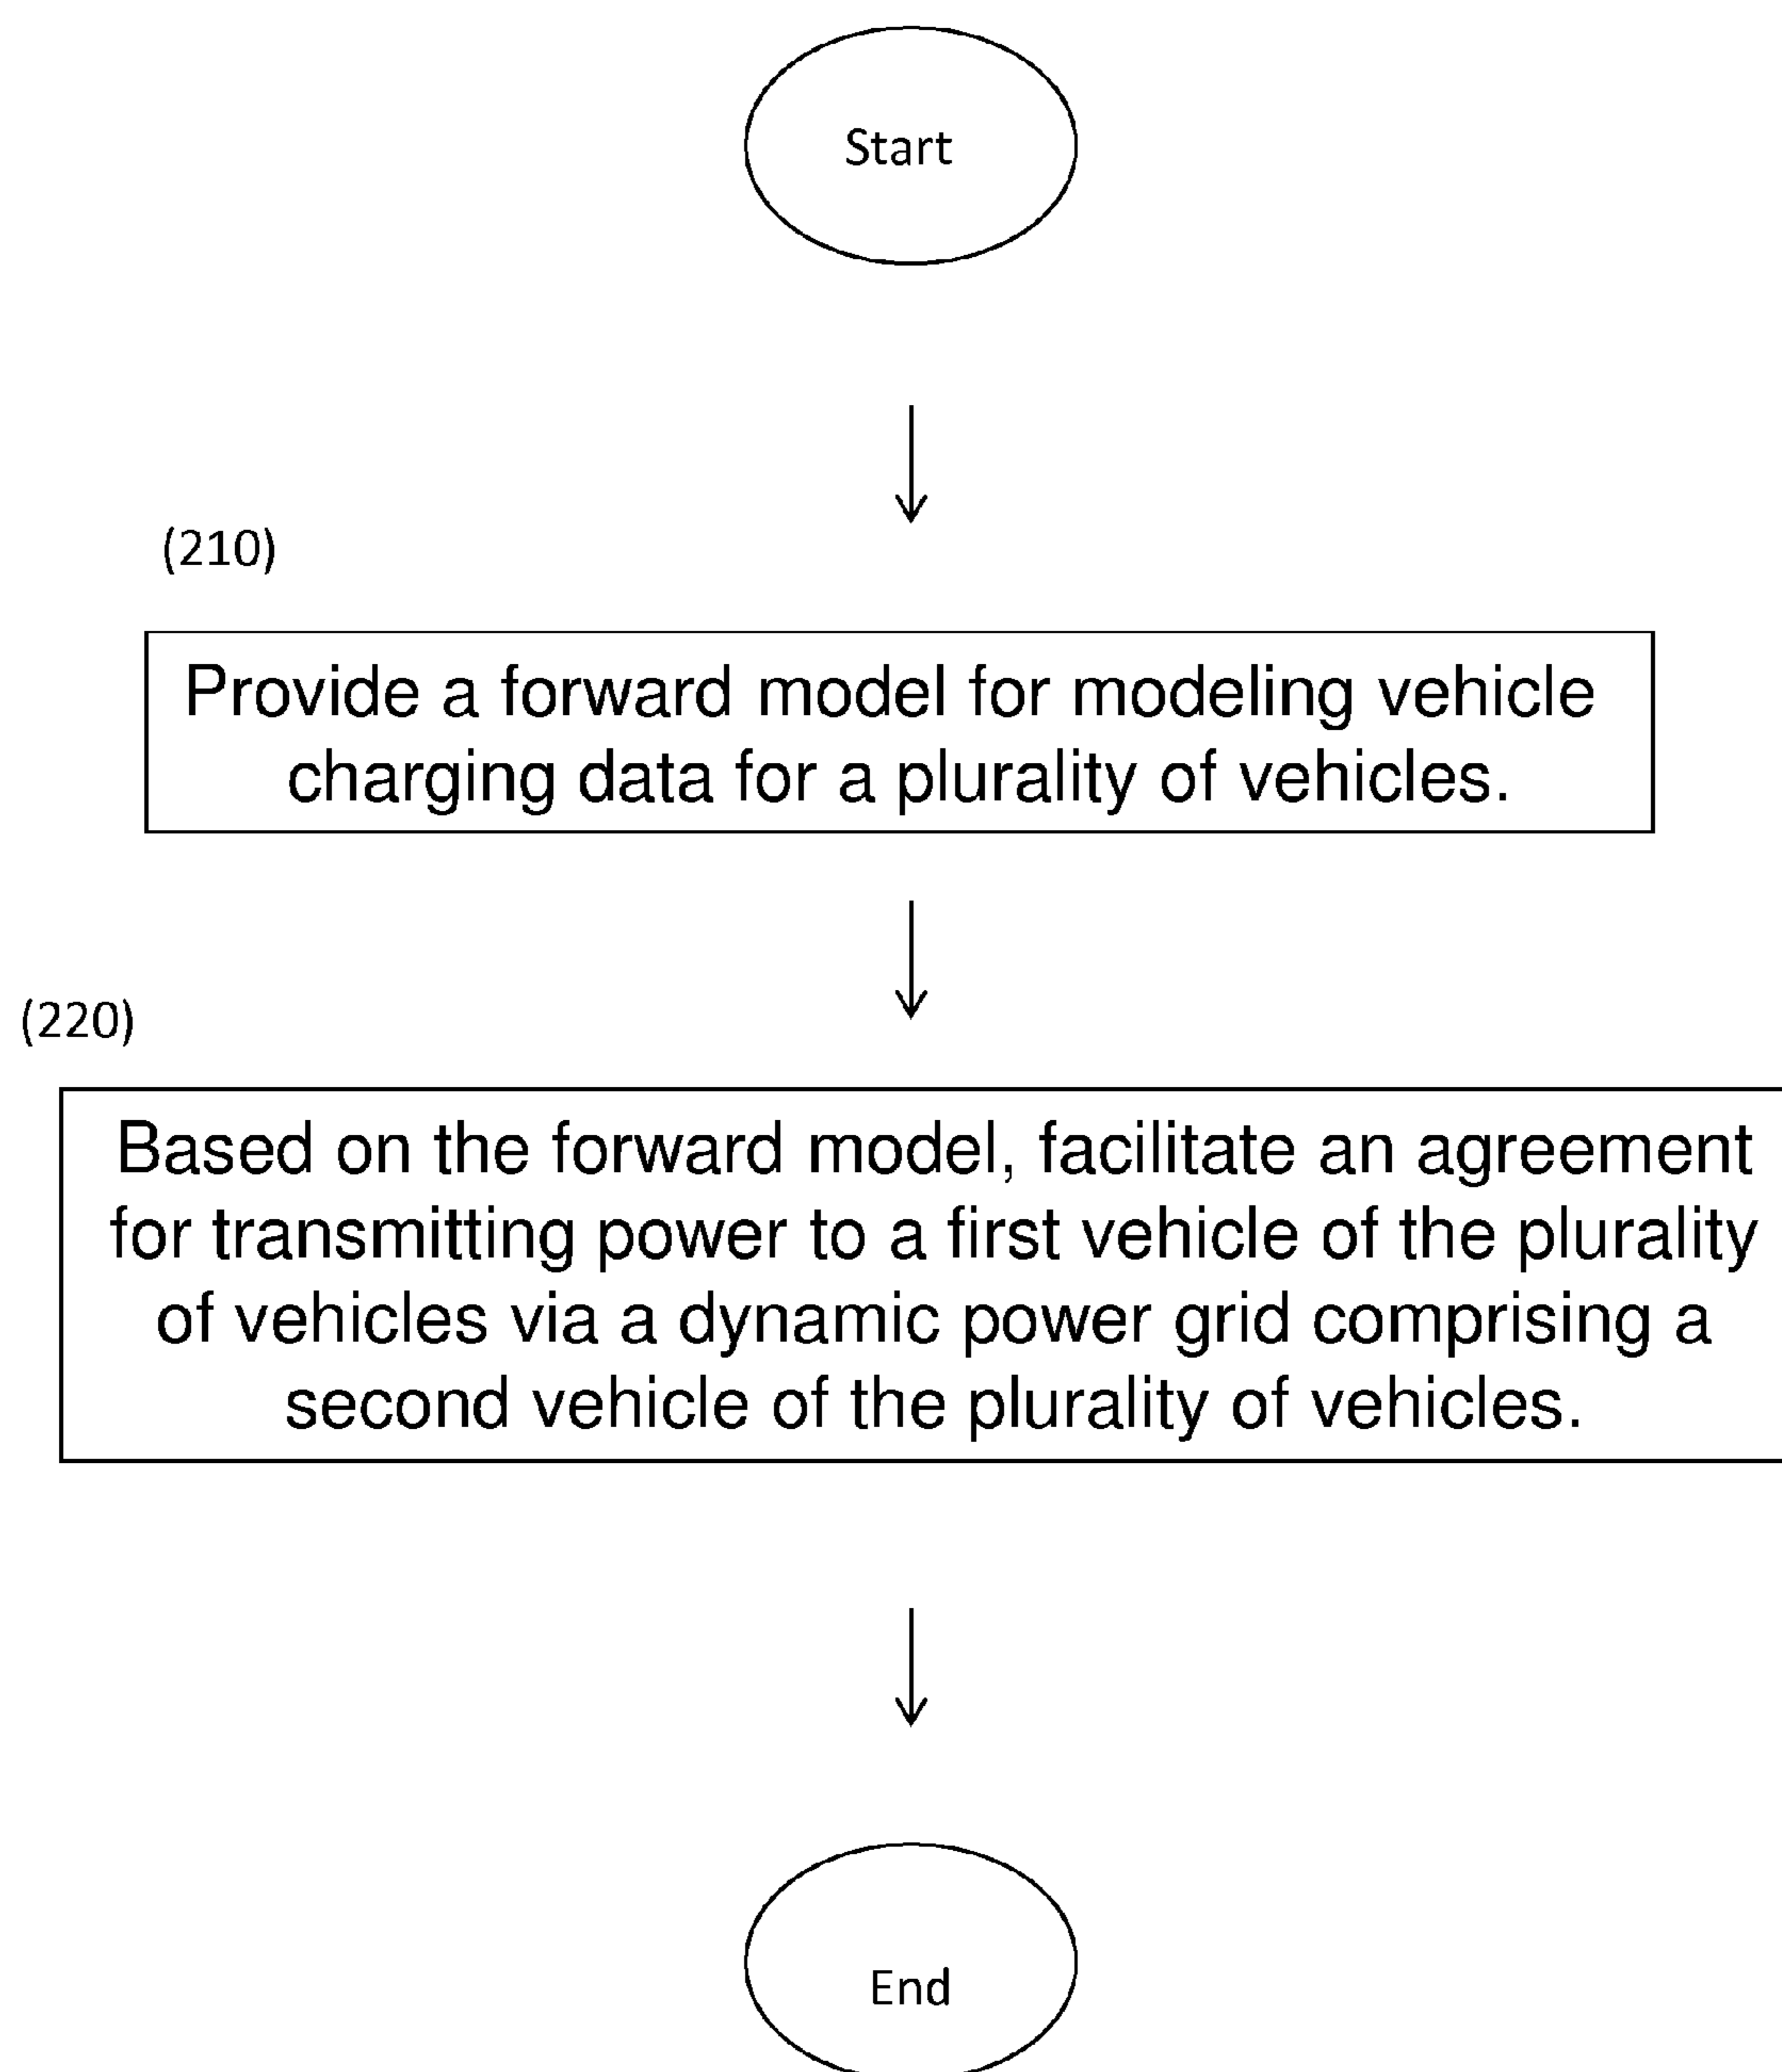 Start
(210)
Provide a forward model for modeling vehicle
charging data for a plurality of vehicles.
(220)
Based on the forward model, facilitate an agreement
for transmitting power to a first vehicle of the plurality
of vehicles via a dynamic power grid comprising a
second vehicle of the plurality of vehicles.
End